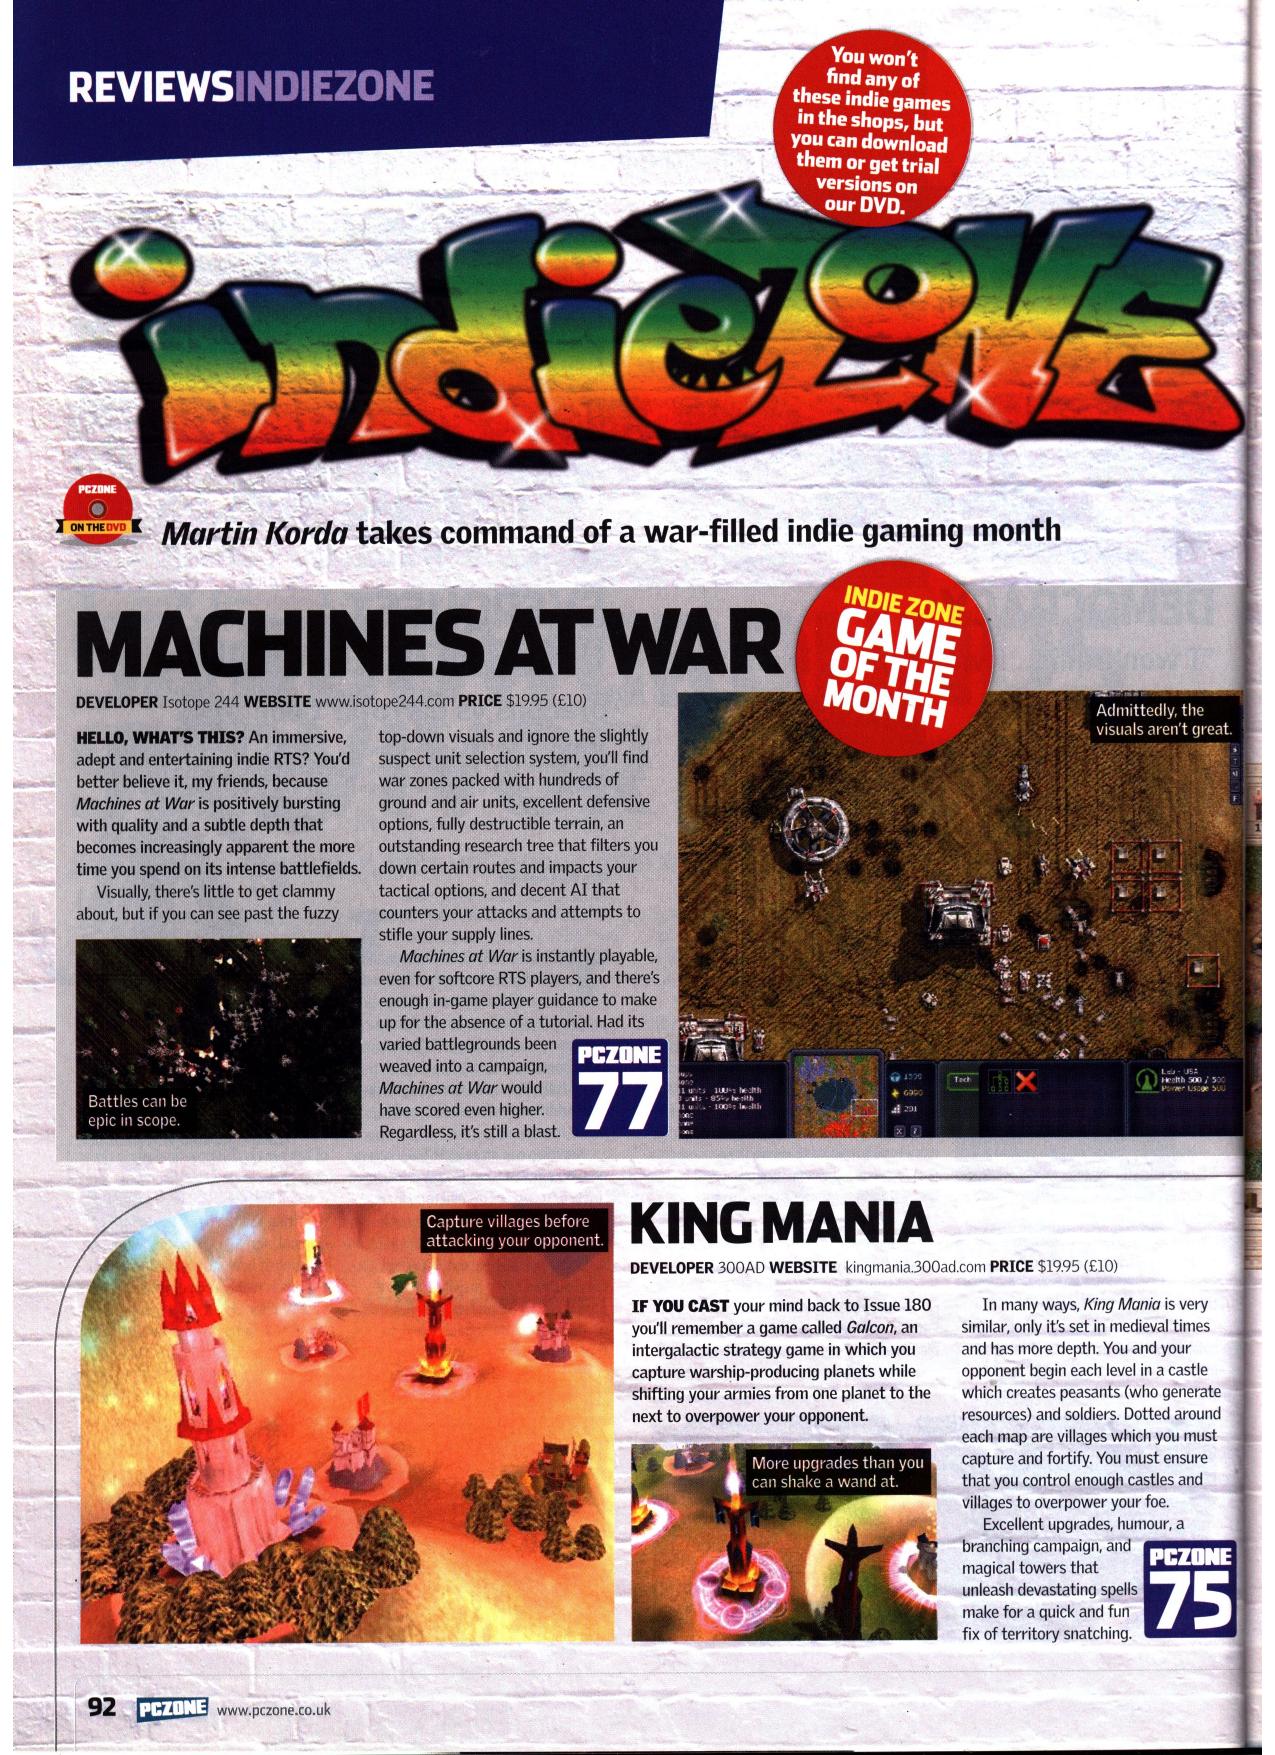 REVIEWSINDIEZONE
You won't
find any of
these indie games
in the shops, but
you can download
them or get trial
versions on
our DVD.
indiezone
PCZONE
ON THE DVD
Martin Korda takes command of a war-filled indie gaming month
MACHINES AT WAR
INDIE ZONE
GAME
OF THE
MONTH
DEVELOPER Isotope 244 WEBSITE www.isotope244.com PRICE $19.95 (£10)
HELLO, WHAT'S THIS? An immersive,
adept and entertaining indie RTS? You'd
better believe it, my friends, because
Machines at War is positively bursting
with quality and a subtle depth that
becomes increasingly apparent the more
time you spend on its intense battlefields.
Visually, there's little to get clammy
about, but if you can see past the fuzzy
Battles can be
epic in scope.
top-down visuals and ignore the slightly
suspect unit selection system, you'll find
war zones packed with hundreds of
ground and air units, excellent defensive
options, fully destructible terrain, an
outstanding research tree that filters you
down certain routes and impacts your
tactical options, and decent AI that
counters your attacks and attempts to
stifle your supply lines.
Machines at War is instantly playable,
even for softcore RTS players, and there's
enough in-game player guidance to make
up for the absence of a tutorial. Had its
varied battlegrounds been
weaved into a campaign,
Machines at War would
have scored even higher.
Regardless, it's still a blast.
PCZONE
77
Admittedly, the
visuals aren't great.
units - 100% health
units - 85% health
units - 100% health
6990
291
Tech
Lab - USA
Health 500 / 500
Power Usage 500
Capture villages before
attacking your opponent.
KING MANIA
DEVELOPER 300AD WEBSITE kingmania.300ad.com PRICE $19.95 (£10)
IF YOU CAST your mind back to Issue 180
you'll remember a game called Galcon, an
intergalactic strategy game in which you
capture warship-producing planets while
shifting your armies from one planet to the
next to overpower your opponent.
More upgrades than you
can shake a wand at.
In many ways, King Mania is very
similar, only it's set in medieval times
and has more depth. You and your
opponent begin each level in a castle
which creates peasants (who generate
resources) and soldiers. Dotted around
each map are villages which you must
capture and fortify. You must ensure
that you control enough castles and
villages to overpower your foe.
Excellent upgrades, humour, a
branching campaign, and
magical towers that
unleash devastating spells
make for a quick and fun
fix of territory snatching.
PCZONE
75
92 PCZONE www.pczone.co.uk